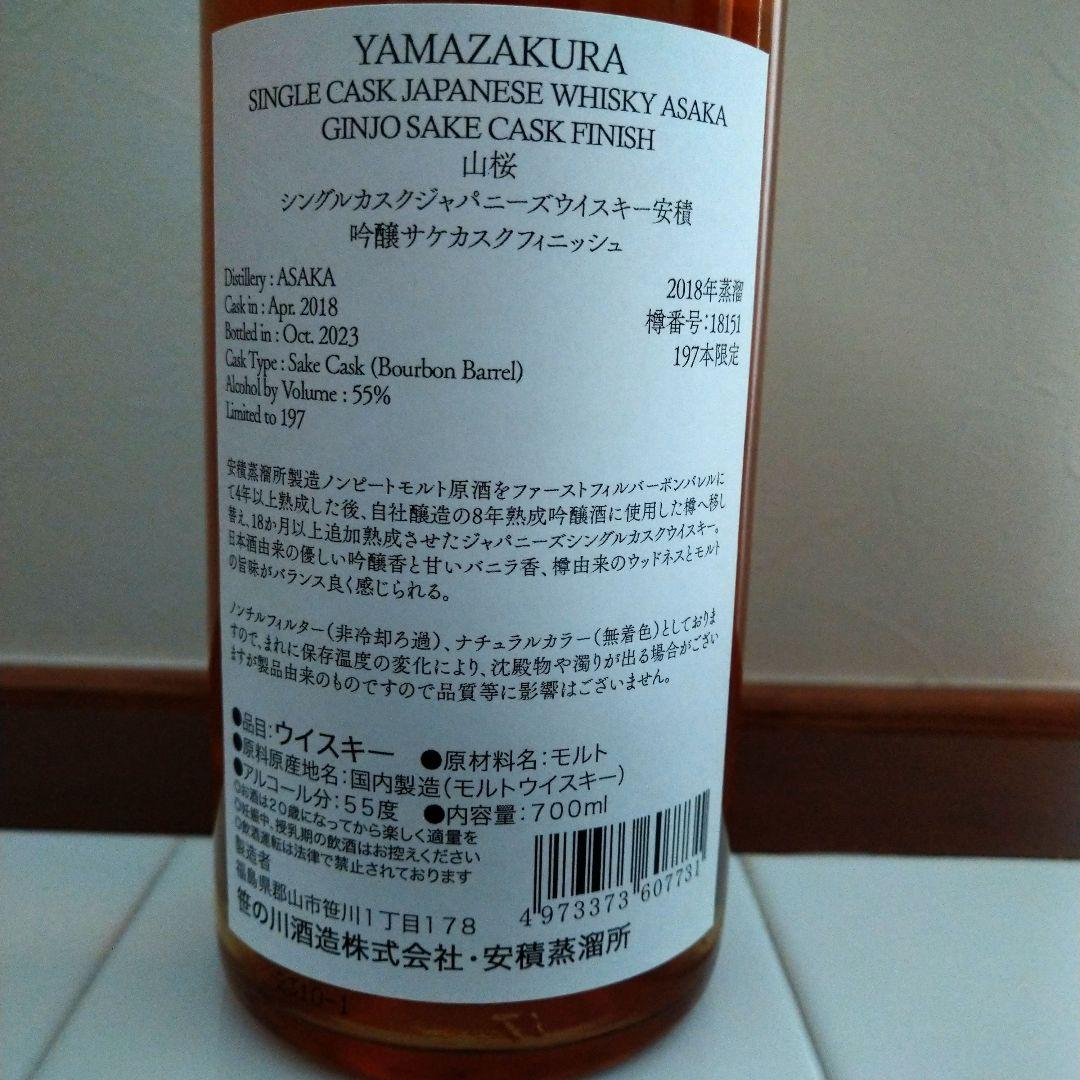 YAMAZAKURA
SINGLE CASK JAPANESE WHISKY ASAKA
GINJO SAKE CASK FINISH
山桜
シングルカスクジャパニーズウイスキー安積
吟醸サケカスクフィニッシュ
Distillery : ASAKA
Cask in : Apr. 2018
Bottled in : Oct. 2023
Cask Type : Sake Cask (Bourbon Barrel)
Alcohol by Volume : 55%
Limited to 197
2018年蒸溜
樽番号:18151
197本限定
安積蒸溜所製造ノンピートモルト原酒をファーストフィルバーボンバレルに
て4年以上熟成した後、自社醸造の8年熟成吟醸酒に使用した樽へ移し
替え、18か月以上追加熟成させたジャパニーズシングルカスクウイスキー。
日本酒由来の優しい吟醸香と甘いバニラ香、樽由来のウッドネスとモルト
の旨味がバランス良く感じられる。
ノンチルフィルター(非冷却ろ過)、ナチュラルカラー(無着色)としておりま
すので、まれに保存温度の変化により、沈殿物や濁りが出る場合がござい
ますが製品由来のものですので品質等に影響はございません。
●品目:ウイスキー ●原材料名:モルト
●原料原産地名:国内製造(モルトウイスキー)
●アルコール分:55度 ●内容量:700ml
◎お酒は20歳になってから楽しく適量を
◎妊娠中、授乳期の飲酒はお控えください
◎飲酒運転は法律で禁止されております
製造者
福島県郡山市笹川1丁目178
笹の川酒造株式会社・安積蒸溜所
4 973373 607731
2310-1